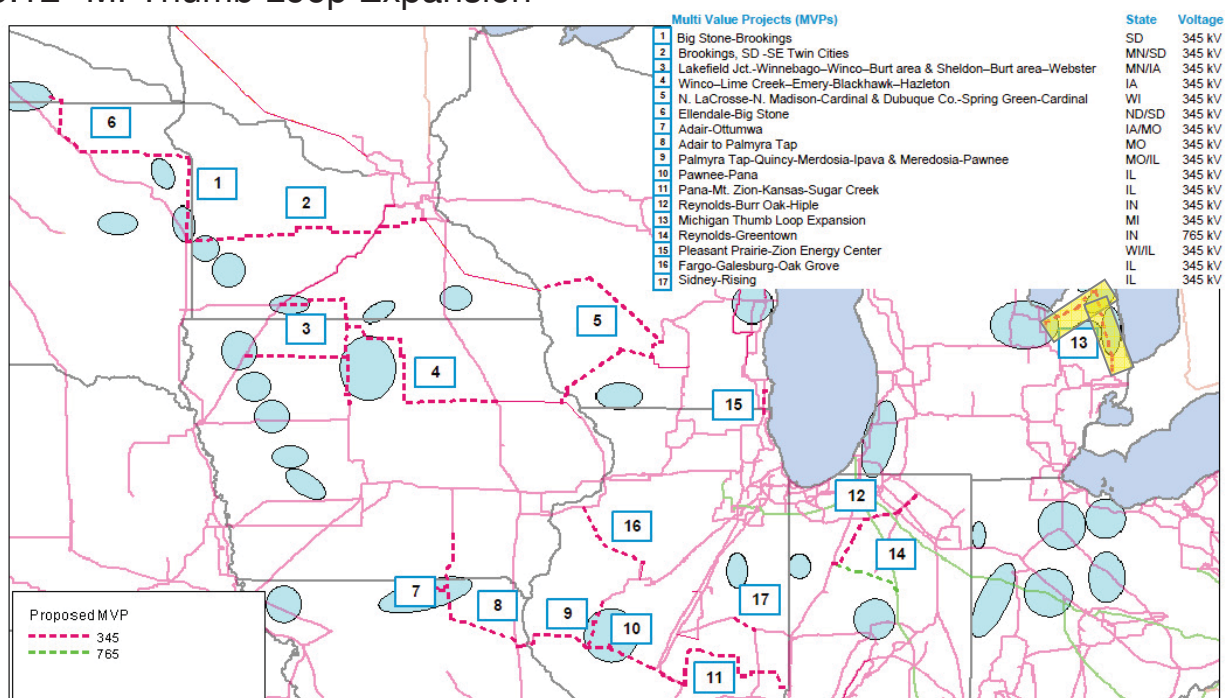 MI Thumb Loop Expansion
Multi Value Projects (MVPs) State Voltage
1 Big Stone-Brookings SD 345 kV
2 Brookings, SD -SE Twin Cities MN/SD 345 kV
3 Lakefield Jct.-Winnebago–Winco–Burt area & Sheldon–Burt area–Webster MN/IA 345 kV
4 Winco–Lime Creek–Emery-Blackhawk–Hazleton IA 345 kV
5 N. LaCrosse-N. Madison-Cardinal & Dubuque Co.-Spring Green-Cardinal WI 345 kV
6 Ellendale-Big Stone ND/SD 345 kV
7 Adair-Ottumwa IA/MO 345 kV
8 Adair to Palmyra Tap MO 345 kV
9 Palmyra Tap-Quincy-Merdosia-Ipava & Meredosia-Pawnee MO/IL 345 kV
10 Pawnee-Pana IL 345 kV
11 Pana-Mt. Zion-Kansas-Sugar Creek IL 345 kV
12 Reynolds-Burr Oak-Hiple IN 345 kV
13 Michigan Thumb Loop Expansion MI 345 kV
14 Reynolds-Greentown IN 765 kV
15 Pleasant Prairie-Zion Energy Center WI/IL 345 kV
16 Fargo-Galesburg-Oak Grove IL 345 kV
17 Sidney-Rising IL 345 kV
6
1
2
3
4
5
13
15
12
16
14
7
8
9
10
17
11
Proposed MVP
345
765